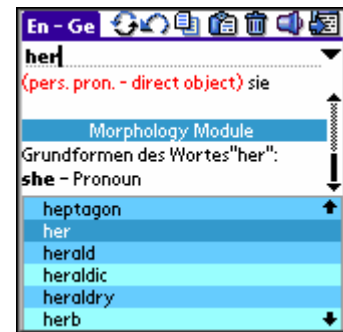 En - Ge
her
(pers. pron. - direct object) sie
Morphology Module
Grundformen des Wortes"her":
she - Pronoun
heptagon
her
herald
heraldic
heraldry
herb